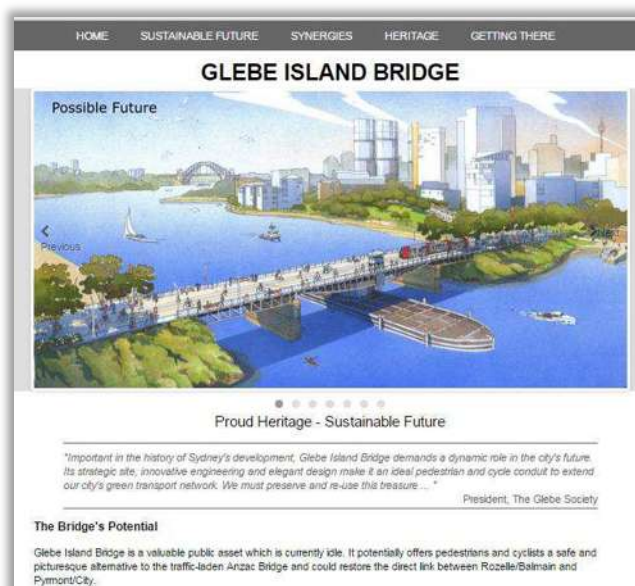 HOME SUSTAINABLE FUTURE SYNERGIES HERITAGE GETTING THERE
GLEBE ISLAND BRIDGE
Possible Future
Previous
Next
Proud Heritage - Sustainable Future
"Important in the history of Sydney's development, Glebe Island Bridge demands a dynamic role in the city's future.
Its strategic site, innovative engineering and elegant design make it an ideal pedestrian and cycle conduit to extend
our city's green transport network. We must preserve and re-use this treasure ... "
President, The Glebe Society
The Bridge's Potential
Glebe Island Bridge is a valuable public asset which is currently idle. It potentially offers pedestrians and cyclists a safe and
picturesque alternative to the traffic-laden Anzac Bridge and could restore the direct link between Rozelle/Balmain and
Pyrmont/City.